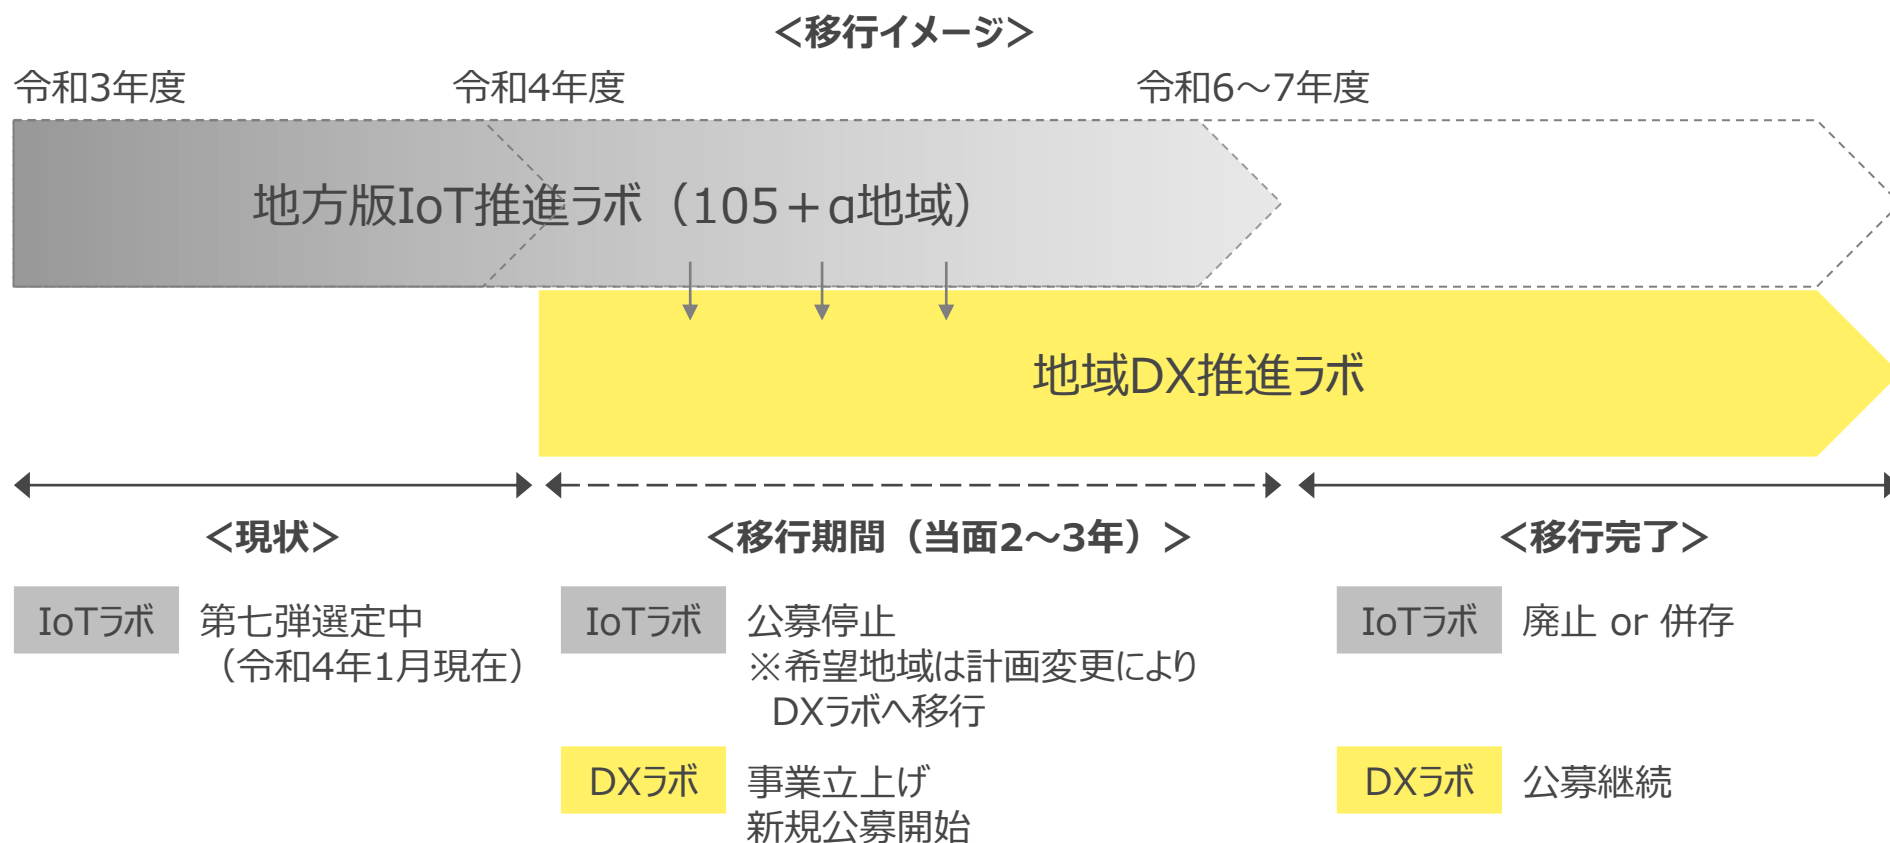 ＜移行イメージ＞
令和3年度
令和4年度
令和6～7年度
地方版IoT推進ラボ（105＋α地域）
地域DX推進ラボ
＜現状＞
＜移行期間（当面2～3年）＞
＜移行完了＞
IoTラボ
第七弾選定中
（令和4年1月現在）
IoTラボ
公募停止
※希望地域は計画変更により
DXラボへ移行
DXラボ
事業立上げ
新規公募開始
IoTラボ
廃止 or 併存
DXラボ
公募継続